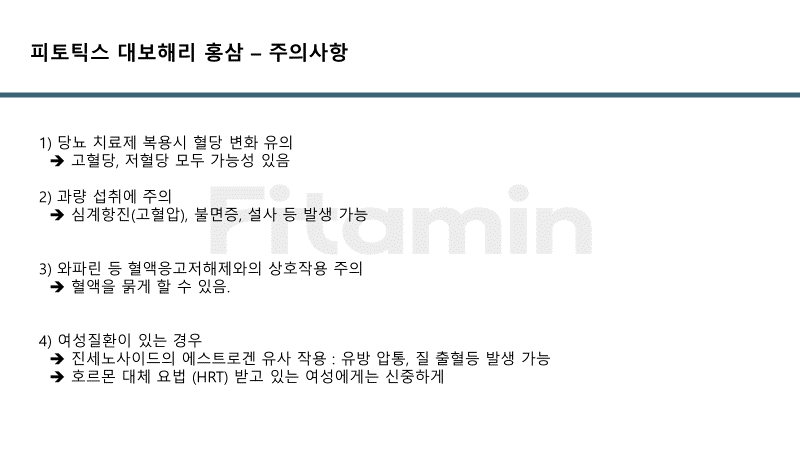 피토틱스 대보해리 홍삼 – 주의사항
1) 당뇨 치료제 복용시 혈당 변화 유의
➔ 고혈당, 저혈당 모두 가능성 있음
2) 과량 섭취에 주의
➔ 심계항진(고혈압), 불면증, 설사 등 발생 가능
Fitamin
3) 와파린 등 혈액응고저해제와의 상호작용 주의
➔ 혈액을 묽게 할 수 있음.
4) 여성질환이 있는 경우
➔ 진세노사이드의 에스트로겐 유사 작용 : 유방 압통, 질 출혈등 발생 가능
➔ 호르몬 대체 요법 (HRT) 받고 있는 여성에게는 신중하게